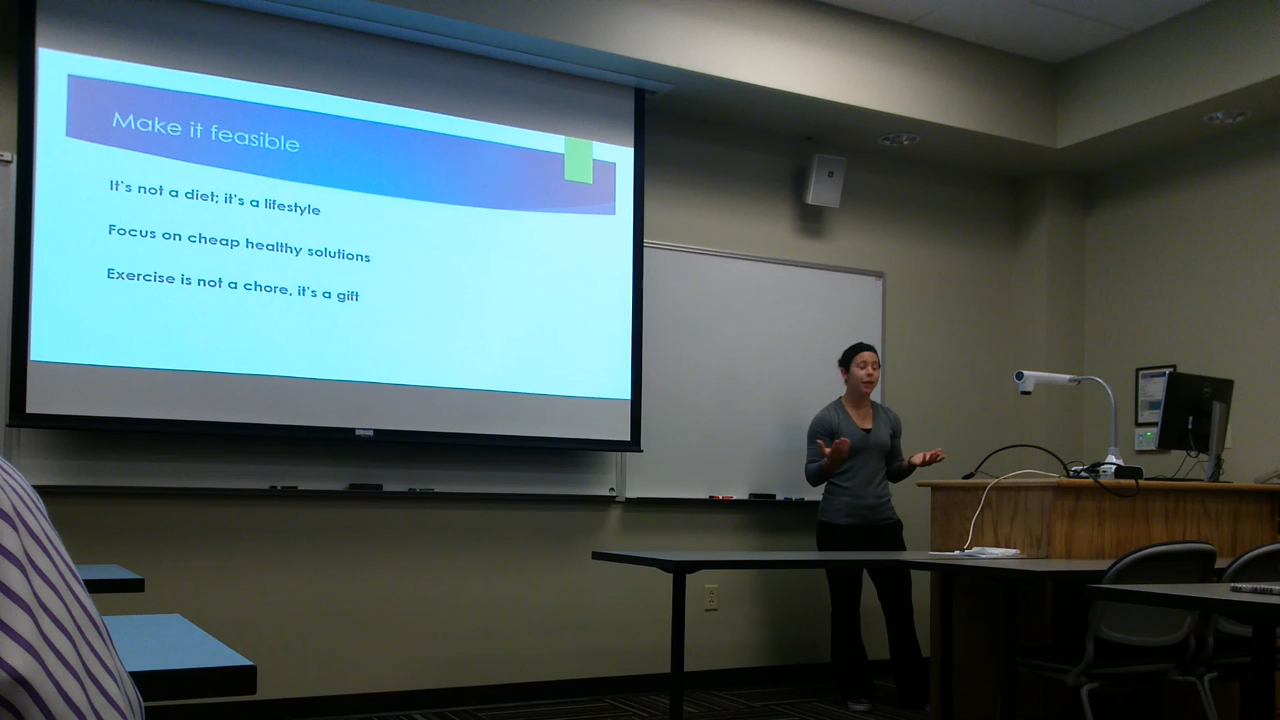 Make it feasible
It's not a diet; it's a lifestyle
Focus on cheap healthy solutions
Exercise is not a chore, it's a gift